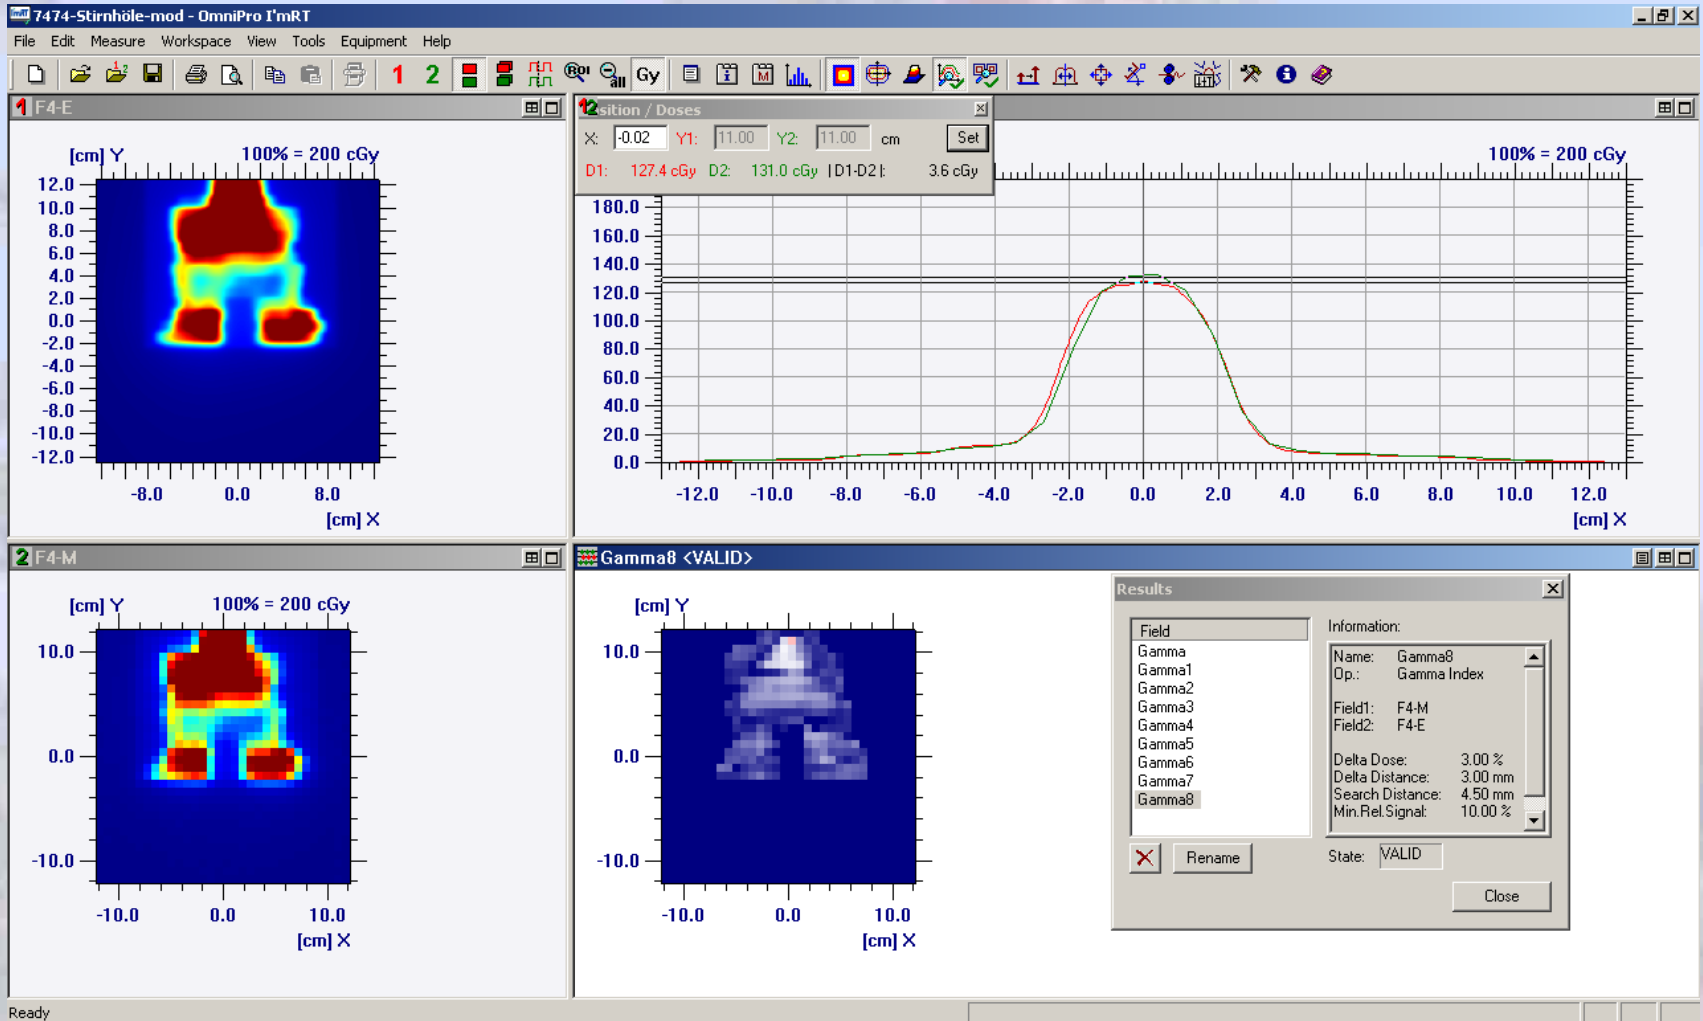 7474-Stirnhöle-mod - OmniPro I'mRT
File Edit Measure Workspace View Tools Equipment Help
1 2 ROI all Gy
1 F4-E
[cm] Y 100% = 200 cGy
12.0
10.0
8.0
6.0
4.0
2.0
0.0
-2.0
-4.0
-6.0
-8.0
-10.0
-12.0
-8.0 0.0 8.0
[cm] X
sition / Doses
X: -0.02 Y1: 11.00 Y2: 11.00 cm Set
D1: 127.4 cGy D2: 131.0 cGy |D1-D2|: 3.6 cGy
100% = 200 cGy
180.0
160.0
140.0
120.0
100.0
80.0
60.0
40.0
20.0
0.0
-12.0 -10.0 -8.0 -6.0 -4.0 -2.0 0.0 2.0 4.0 6.0 8.0 10.0 12.0
[cm] X
2 F4-M
[cm] Y 100% = 200 cGy
10.0
0.0
-10.0
-10.0 0.0 10.0
[cm] X
Gamma8 <VALID>
[cm] Y
10.0
0.0
-10.0
-10.0 0.0 10.0
[cm] X
Results
Field
Gamma
Gamma1
Gamma2
Gamma3
Gamma4
Gamma5
Gamma6
Gamma7
Gamma8
Rename
Information:
Name: Gamma8
Op.: Gamma Index
Field1: F4-M
Field2: F4-E
Delta Dose: 3.00 %
Delta Distance: 3.00 mm
Search Distance: 4.50 mm
Min.Rel.Signal: 10.00 %
State: VALID
Close
Ready